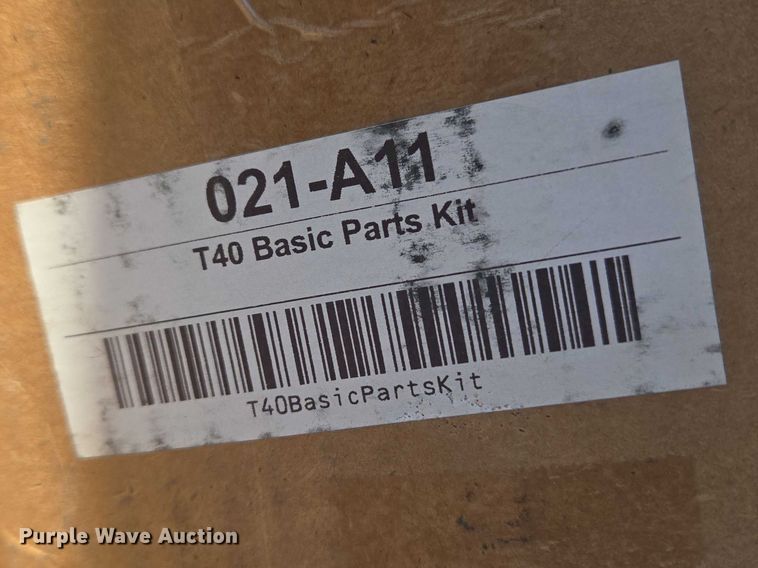 021-A11
T40 Basic Parts Kit
T40BasicPartsKit
Purple Wave Auction